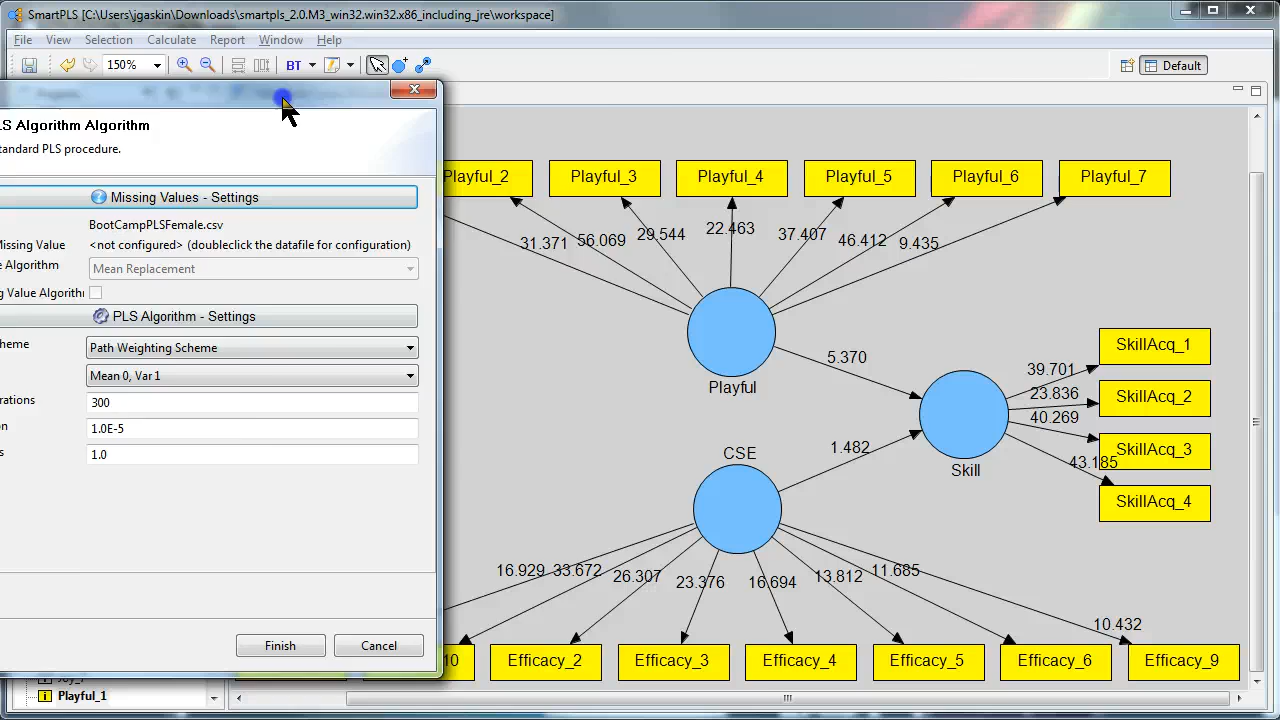 SmartPLS [C:\Users\jgaskin\Downloads\smartpls_2.0.M3_win32.win32.x86_including_jre\workspace]
File View Selection Calculate Report Window Help
150% BT Default
LS Algorithm Algorithm
tandard PLS procedure.
Missing Values - Settings
BootCampPLSFemale.csv
Missing Value <not configured> (doubleclick the datafile for configuration)
e Algorithm Mean Replacement
g Value Algorithm
PLS Algorithm - Settings
heme Path Weighting Scheme
Mean 0, Var 1
rations 300
on 1.0E-5
s 1.0
Finish Cancel
Playful_1
Playful_2 Playful_3 Playful_4 Playful_5 Playful_6 Playful_7
31.371 56.069 29.544 22.463 37.407 46.412 9.435
Playful
5.370
SkillAcq_1
39.701
23.836 SkillAcq_2
40.269
SkillAcq_3
43.185
SkillAcq_4
Skill
1.482
CSE
16.929 33.672 26.307 23.376 16.694 13.812 11.685 10.432
10 Efficacy_2 Efficacy_3 Efficacy_4 Efficacy_5 Efficacy_6 Efficacy_9